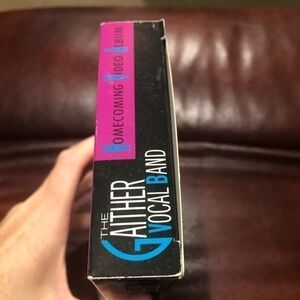 THE
GAITHER
VOCAL BAND
HOMECOMING VIDEO ALBUM